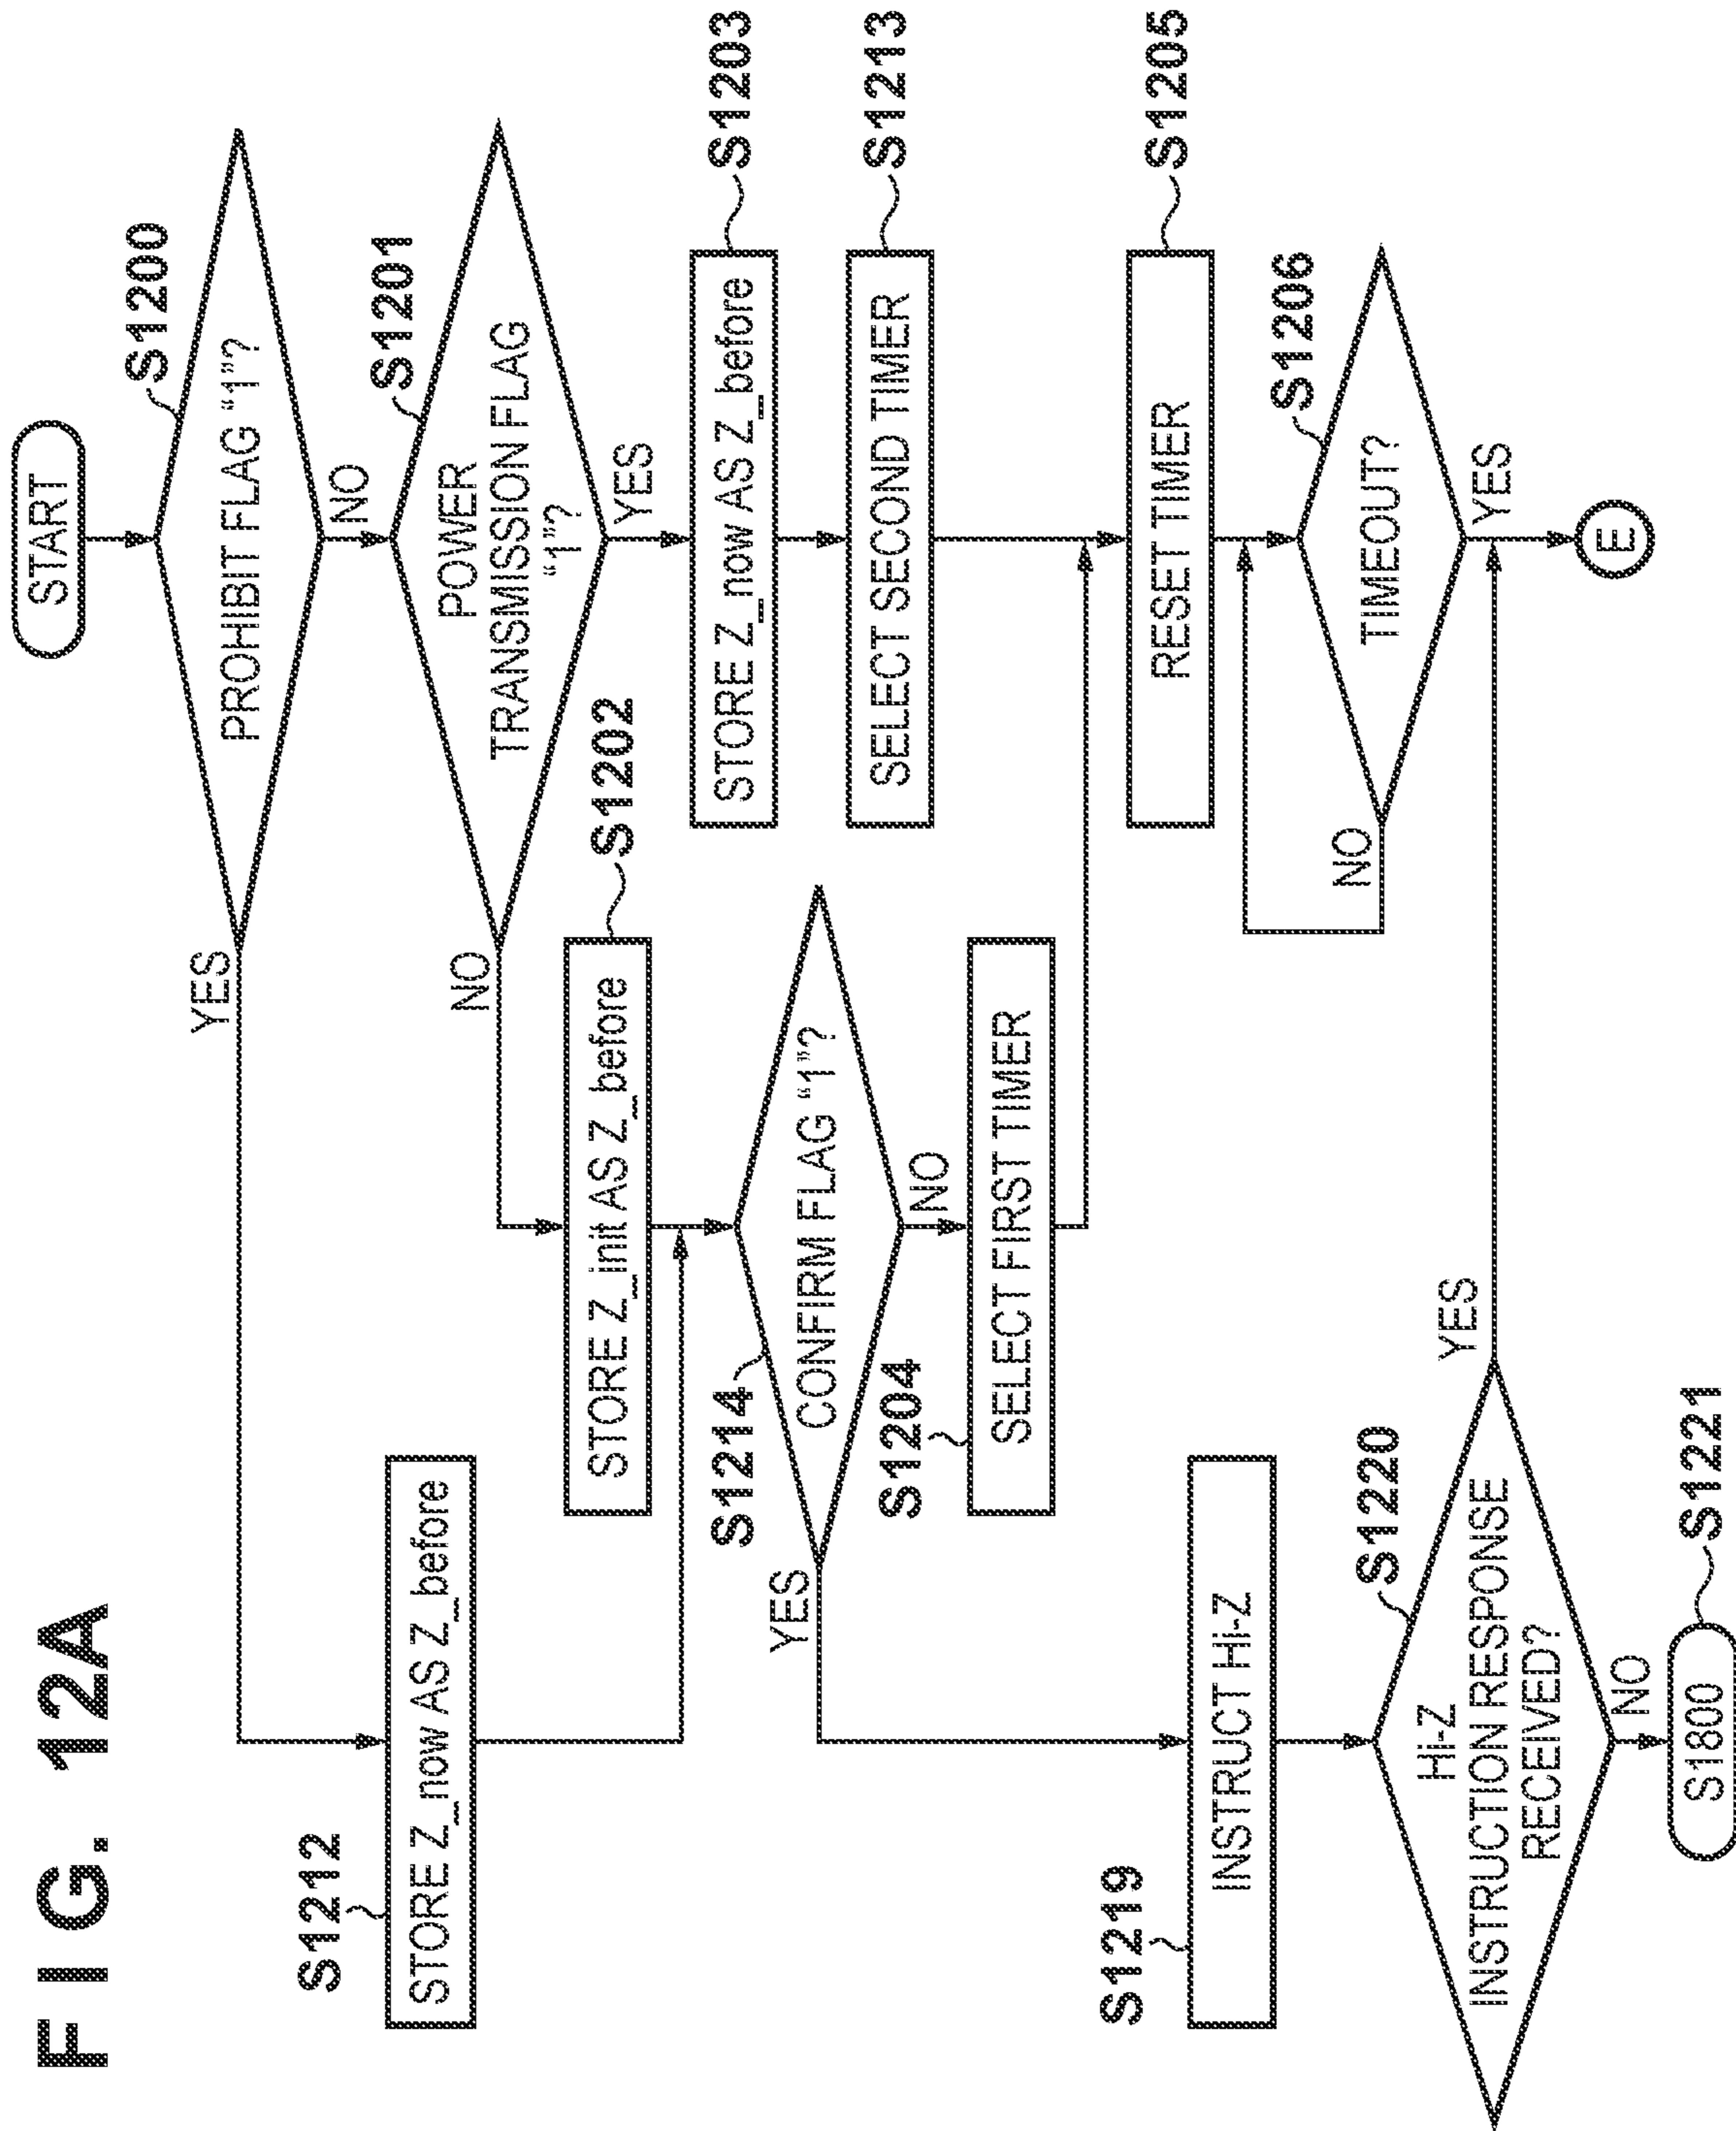 FIG. 12A
START
S1200
PROHIBIT FLAG "1"?
YES
NO
S1201
POWER
TRANSMISSION FLAG
"1"?
NO
YES
S1212
STORE Z_now AS Z_before
S1202
STORE Z_init AS Z_before
S1203
STORE Z_now AS Z_before
S1214
CONFIRM FLAG "1"?
YES
NO
S1213
SELECT SECOND TIMER
S1204
SELECT FIRST TIMER
S1219
INSTRUCT Hi-Z
S1205
RESET TIMER
S1220
Hi-Z
INSTRUCTION RESPONSE
RECEIVED?
YES
NO
S1206
TIMEOUT?
NO
YES
S1221
S1800
E